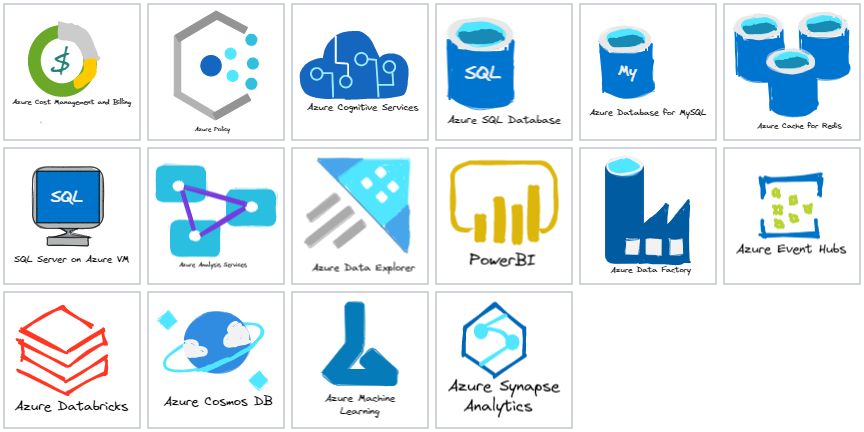 $
Azure Cost Management and Billing
Azure Policy
Azure Cognitive Services
SQL
Azure SQL Database
My
Azure Database for MySQL
Azure Cache for Redis
SQL
SQL Server on Azure VM
Azure Analysis Services
Azure Data Explorer
PowerBI
Azure Data Factory
Azure Event Hubs
Azure Databricks
Azure Cosmos DB
Azure Machine
Learning
Azure Synapse
Analytics